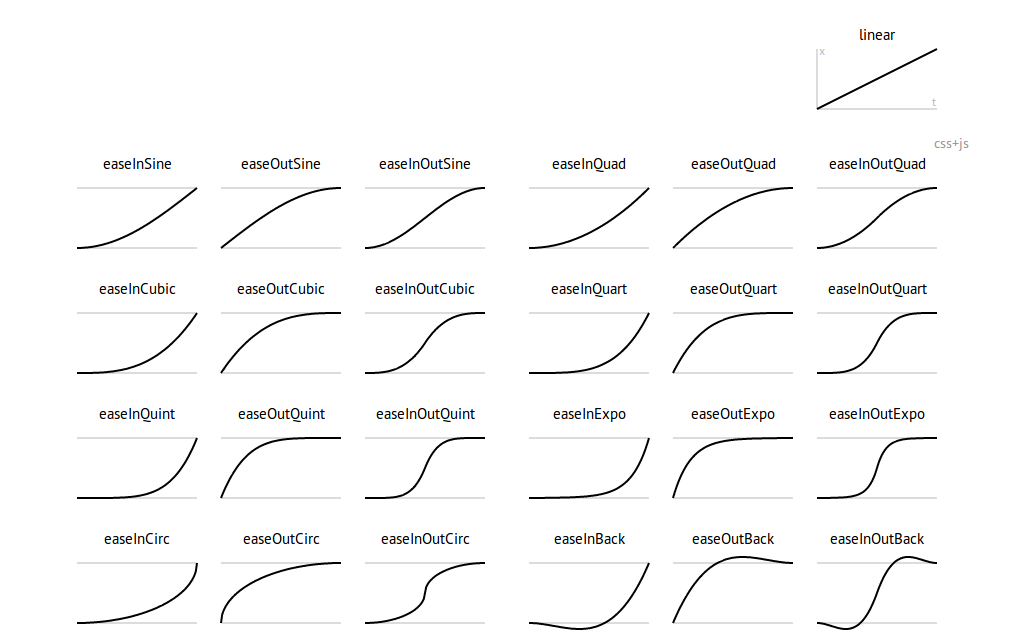 linear
x
t
css+js
easeInSine easeOutSine easeInOutSine easeInQuad easeOutQuad easeInOutQuad
easeInCubic easeOutCubic easeInOutCubic easeInQuart easeOutQuart easeInOutQuart
easeInQuint easeOutQuint easeInOutQuint easeInExpo easeOutExpo easeInOutExpo
easeInCirc easeOutCirc easeInOutCirc easeInBack easeOutBack easeInOutBack